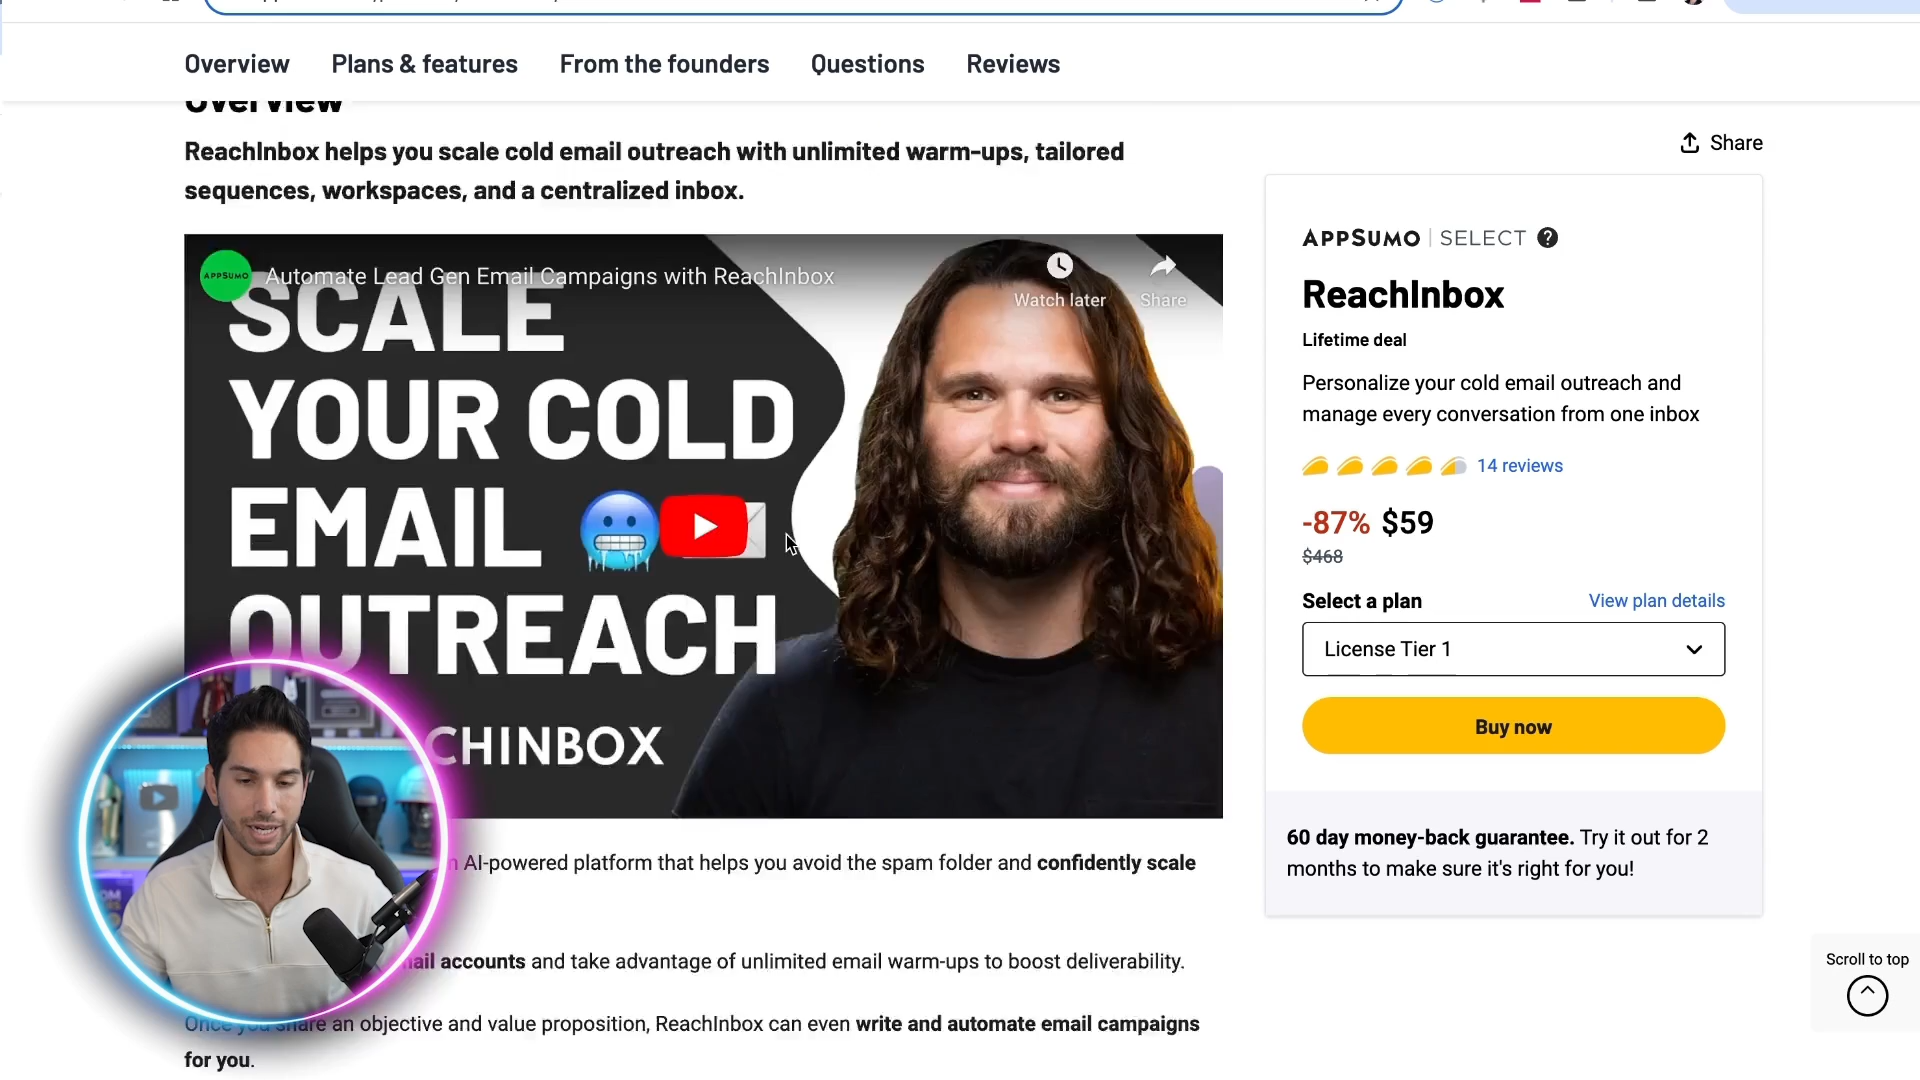 Overview
Plans & features
From the founders
Questions
Reviews
Overview
ReachInbox helps you scale cold email outreach with unlimited warm-ups, tailored
sequences, workspaces, and a centralized inbox.
APPSUMO
Automate Lead Gen Email Campaigns with ReachInbox
Watch later
Share
SCALE
YOUR COLD
EMAIL
OUTREACH
CHINBOX
AI-powered platform that helps you avoid the spam folder and confidently scale
accounts and take advantage of unlimited email warm-ups to boost deliverability.
Once you share an objective and value proposition, ReachInbox can even write and automate email campaigns
for you.
Share
APPSUMO | SELECT ?
ReachInbox
Lifetime deal
Personalize your cold email outreach and
manage every conversation from one inbox
14 reviews
-87% $59
$468
Select a plan
View plan details
License Tier 1
Buy now
60 day money-back guarantee. Try it out for 2
months to make sure it's right for you!
Scroll to top